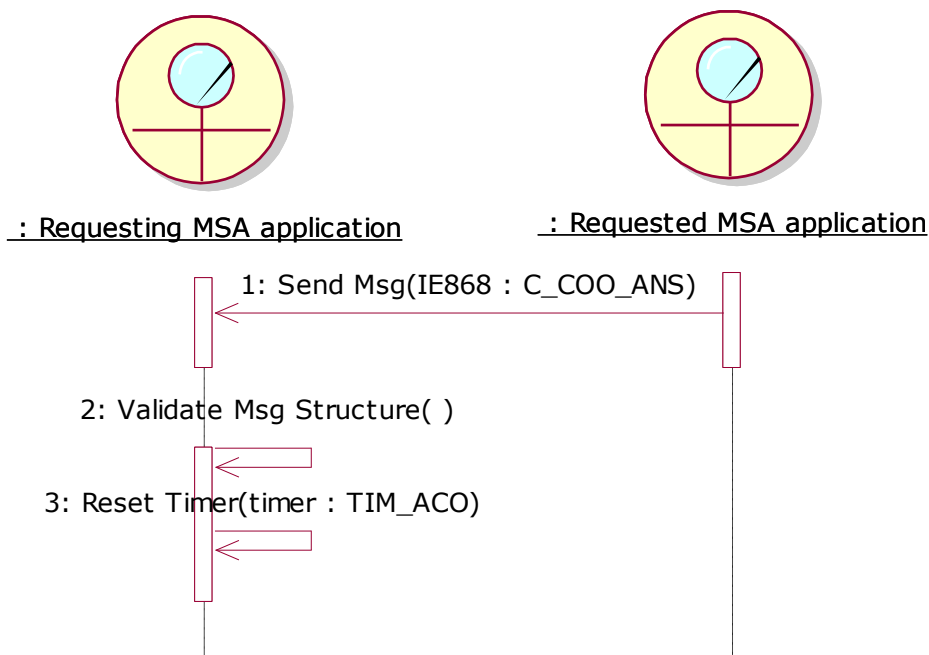 : Requesting MSA application
: Requested MSA application
1: Send Msg(IE868 : C_COO_ANS)
2: Validate Msg Structure( )
3: Reset Timer(timer : TIM_ACO)